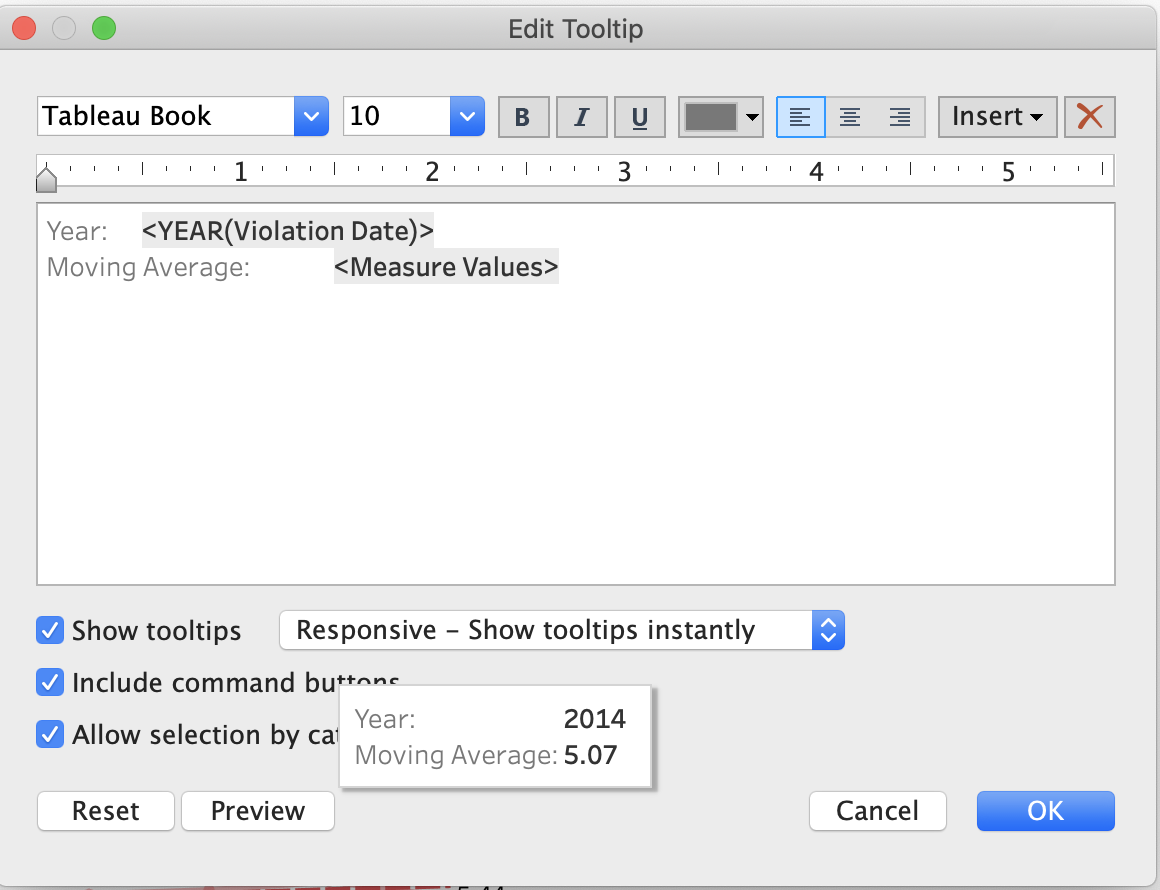 Edit Tooltip
Tableau Book 10 B I U Insert
1 2 3 4 5
Year: <YEAR(Violation Date)>
Moving Average: <Measure Values>
Show tooltips Responsive – Show tooltips instantly
Include command buttons
Allow selection by
Year: 2014
Moving Average: 5.07
Reset Preview Cancel OK